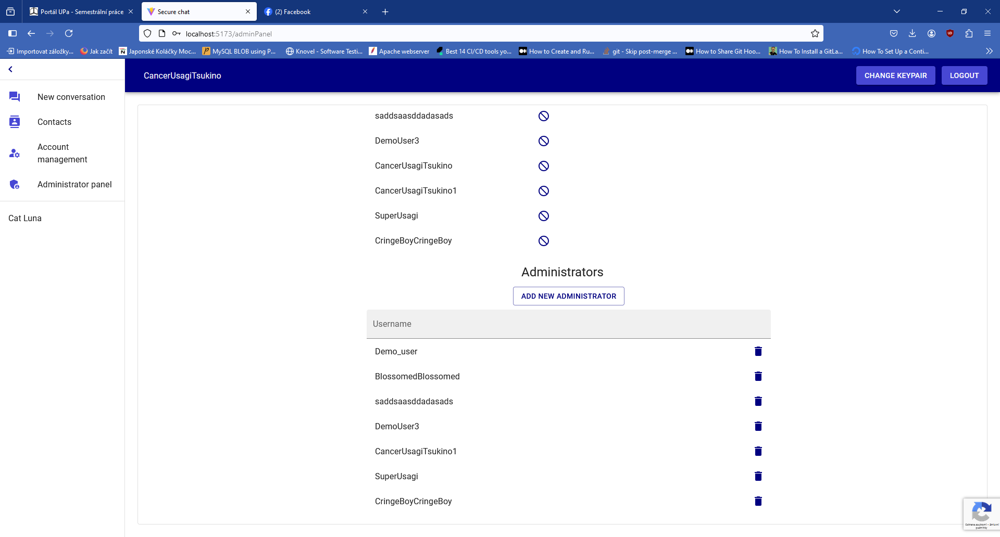 Portál UPa - Semestrální práce
Secure chat
(2) Facebook
localhost:5173/adminPanel
Importovat záložky...
Jak začít
Japonské Koláčky Moc...
MySQL BLOB using P...
Knovel - Software Testi...
Apache webserver
Best 14 CI/CD tools yo...
How to Create and Ru...
git - Skip post-merge ...
How to Share Git Hoo...
How To Install a GitLa...
How To Set Up a Conti...
CancerUsagiTsukino
CHANGE KEYPAIR
LOGOUT
New conversation
Contacts
Account
management
Administrator panel
Cat Luna
saddsaasddadasads
DemoUser3
CancerUsagiTsukino
CancerUsagiTsukino1
SuperUsagi
CringeBoyCringeBoy
Administrators
ADD NEW ADMINISTRATOR
Username
Demo_user
BlossomedBlossomed
saddsaasddadasads
DemoUser3
CancerUsagiTsukino1
SuperUsagi
CringeBoyCringeBoy
Ochrana soukromí - Smluvní
podmínky